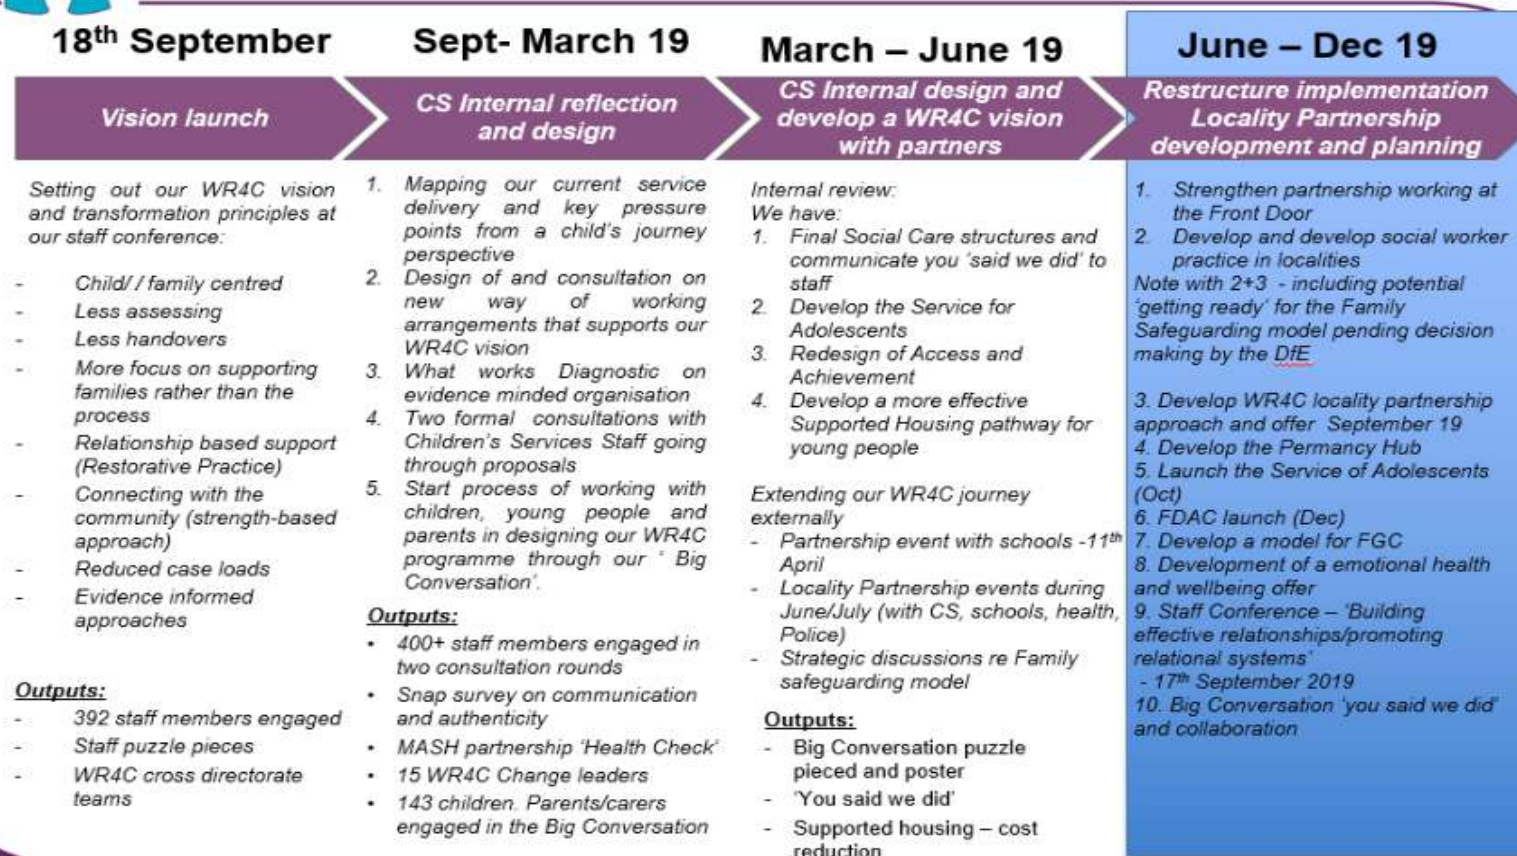 18th September
Vision launch
Setting out our WR4C vision
and transformation principles at
our staff conference:
- Child/ / family centred
- Less assessing
- Less handovers
- More focus on supporting
families rather than the
process
- Relationship based support
(Restorative Practice)
- Connecting with the
community (strength-based
approach)
- Reduced case loads
- Evidence informed
approaches
Outputs:
- 392 staff members engaged
- Staff puzzle pieces
- WR4C cross directorate
teams
Sept- March 19
CS Internal reflection
and design
1. Mapping our current service
delivery and key pressure
points from a child's journey
perspective
2. Design of and consultation on
new way of working
arrangements that supports our
WR4C vision
3. What works Diagnostic on
evidence minded organisation
4. Two formal consultations with
Children's Services Staff going
through proposals
5. Start process of working with
children, young people and
parents in designing our WR4C
programme through our ' Big
Conversation'.
Outputs:
• 400+ staff members engaged in
two consultation rounds
• Snap survey on communication
and authenticity
• MASH partnership 'Health Check'
• 15 WR4C Change leaders
• 143 children. Parents/carers
engaged in the Big Conversation
March – June 19
CS Internal design and
develop a WR4C vision
with partners
Internal review:
We have:
1. Final Social Care structures and
communicate you 'said we did' to
staff
2. Develop the Service for
Adolescents
3. Redesign of Access and
Achievement
4. Develop a more effective
Supported Housing pathway for
young people
Extending our WR4C journey
externally
- Partnership event with schools -11th
April
- Locality Partnership events during
June/July (with CS, schools, health,
Police)
- Strategic discussions re Family
safeguarding model
Outputs:
- Big Conversation puzzle
pieced and poster
- 'You said we did'
- Supported housing – cost
reduction
June – Dec 19
Restructure implementation
Locality Partnership
development and planning
1. Strengthen partnership working at
the Front Door
2. Develop and develop social worker
practice in localities
Note with 2+3 - including potential
'getting ready' for the Family
Safeguarding model pending decision
making by the DfE
3. Develop WR4C locality partnership
approach and offer September 19
4. Develop the Permancy Hub
5. Launch the Service of Adolescents
(Oct)
6. FDAC launch (Dec)
7. Develop a model for FGC
8. Development of a emotional health
and wellbeing offer
9. Staff Conference – 'Building
effective relationships/promoting
relational systems'
- 17th September 2019
10. Big Conversation 'you said we did'
and collaboration